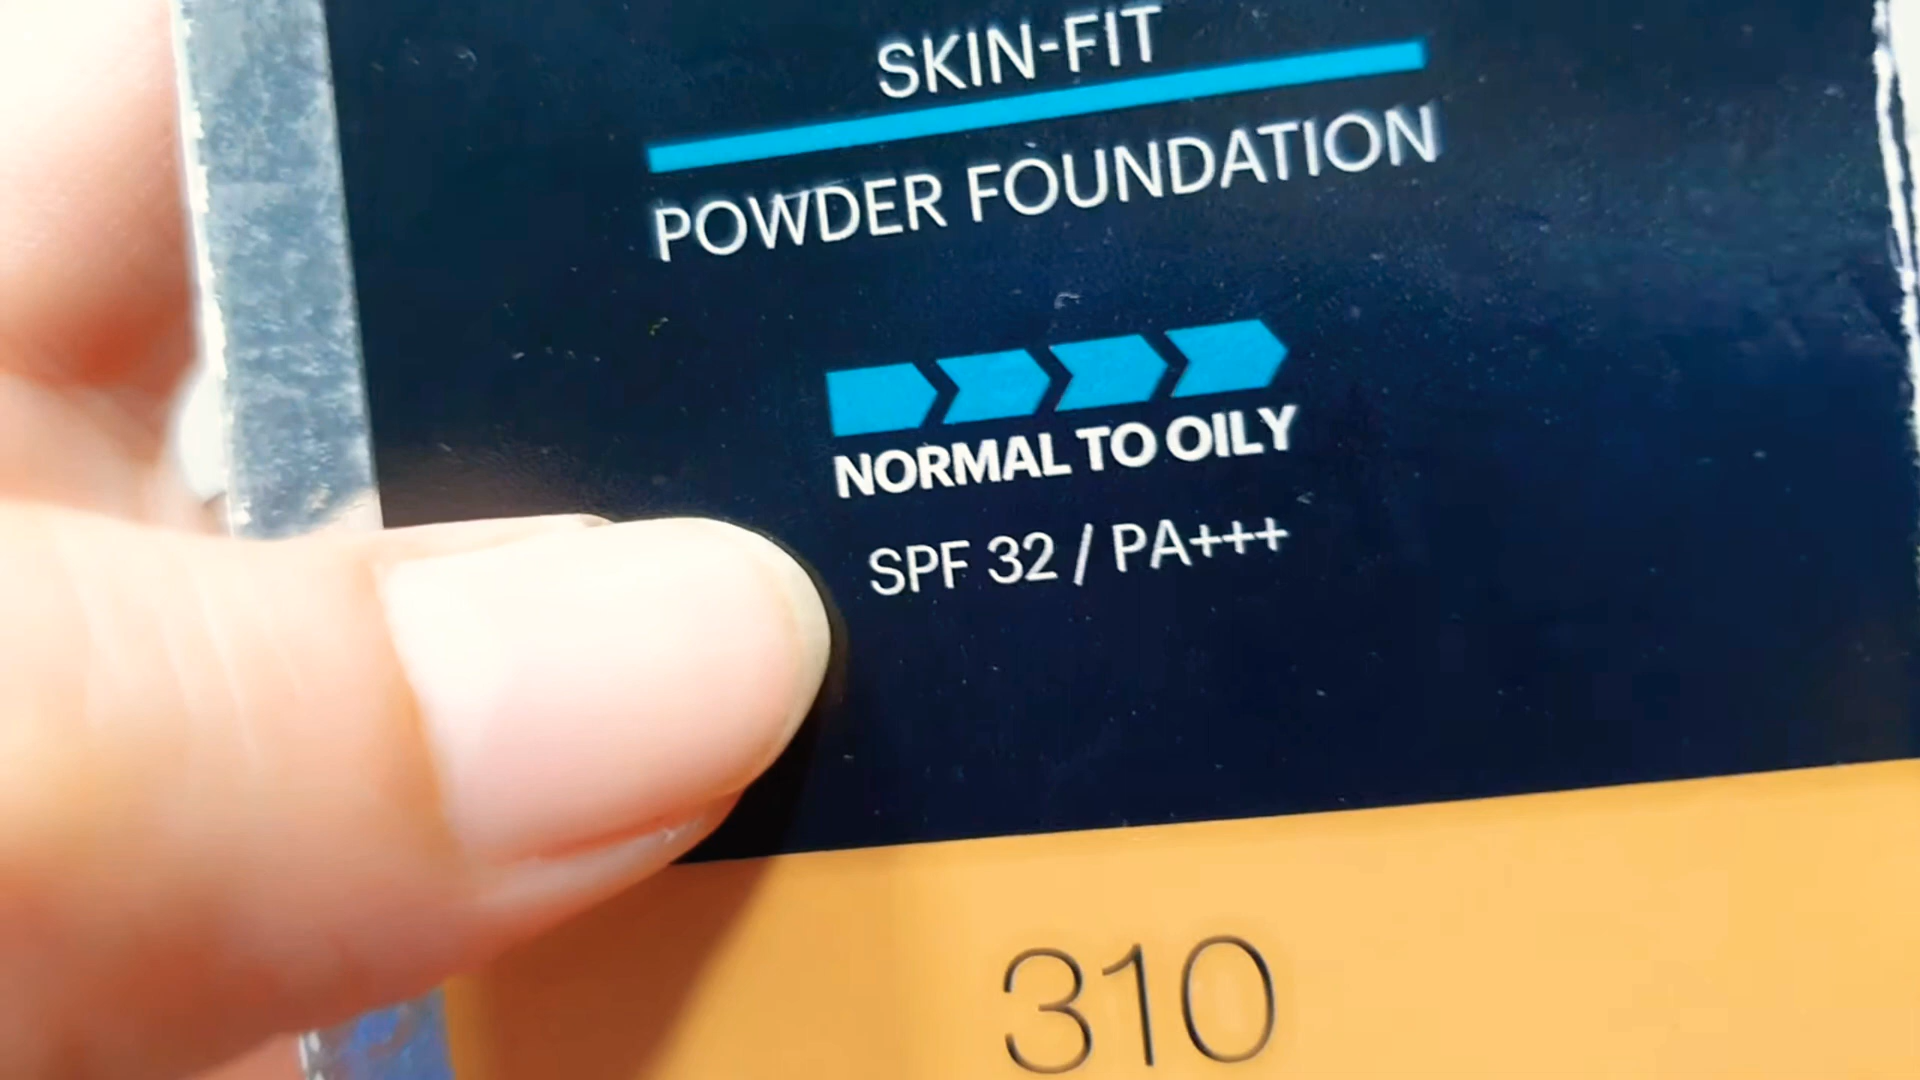 SKIN-FIT
POWDER FOUNDATION
NORMAL TO OILY
SPF 32 / PA+++
310